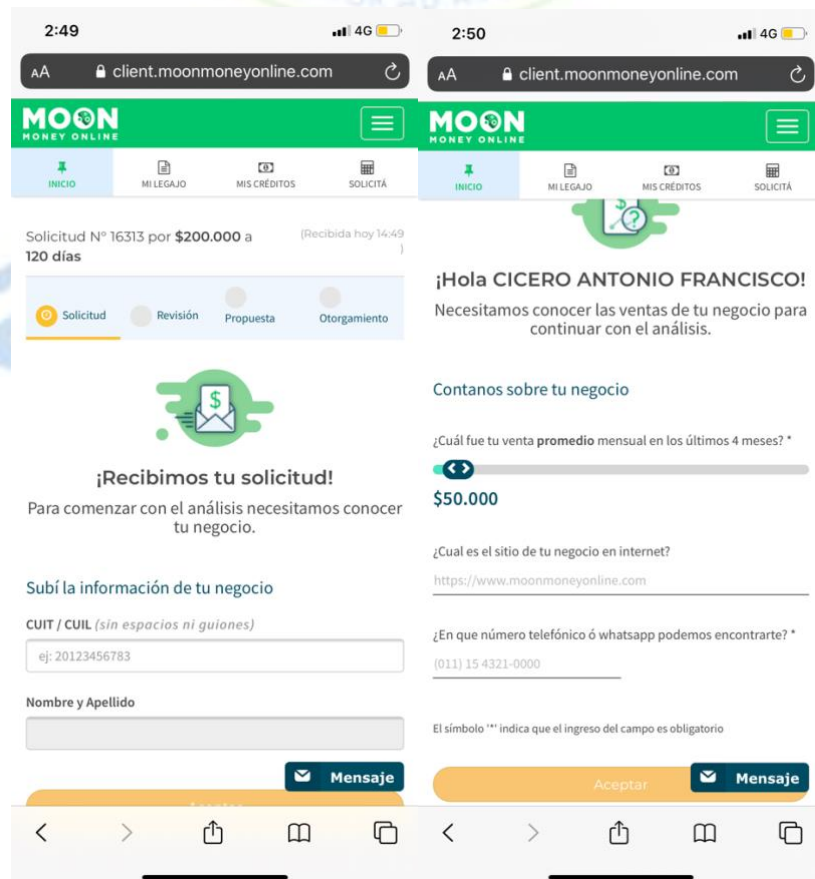 2:49
4G
AA client.moonmoneyonline.com
MOON
MONEY ONLINE
INICIO
MI LEGAJO
MIS CRÉDITOS
SOLICITÁ
Solicitud Nº 16313 por $200.000 a
120 días
(Recibida hoy 14:49
)
Solicitud
Revisión
Propuesta
Otorgamiento
$
¡Recibimos tu solicitud!
Para comenzar con el análisis necesitamos conocer
tu negocio.
Subí la información de tu negocio
CUIT / CUIL (sin espacios ni guiones)
ej: 20123456783
Nombre y Apellido
Mensaje
2:50
4G
AA client.moonmoneyonline.com
MOON
MONEY ONLINE
INICIO
MI LEGAJO
MIS CRÉDITOS
SOLICITÁ
$
?
¡Hola CICERO ANTONIO FRANCISCO!
Necesitamos conocer las ventas de tu negocio para
continuar con el análisis.
Contanos sobre tu negocio
¿Cuál fue tu venta promedio mensual en los últimos 4 meses? *
$50.000
¿Cual es el sitio de tu negocio en internet?
https://www.moonmoneyonline.com
¿En que número telefónico ó whatsapp podemos encontrarte? *
(011) 15 4321-0000
El símbolo '*' indica que el ingreso del campo es obligatorio
Aceptar
Mensaje